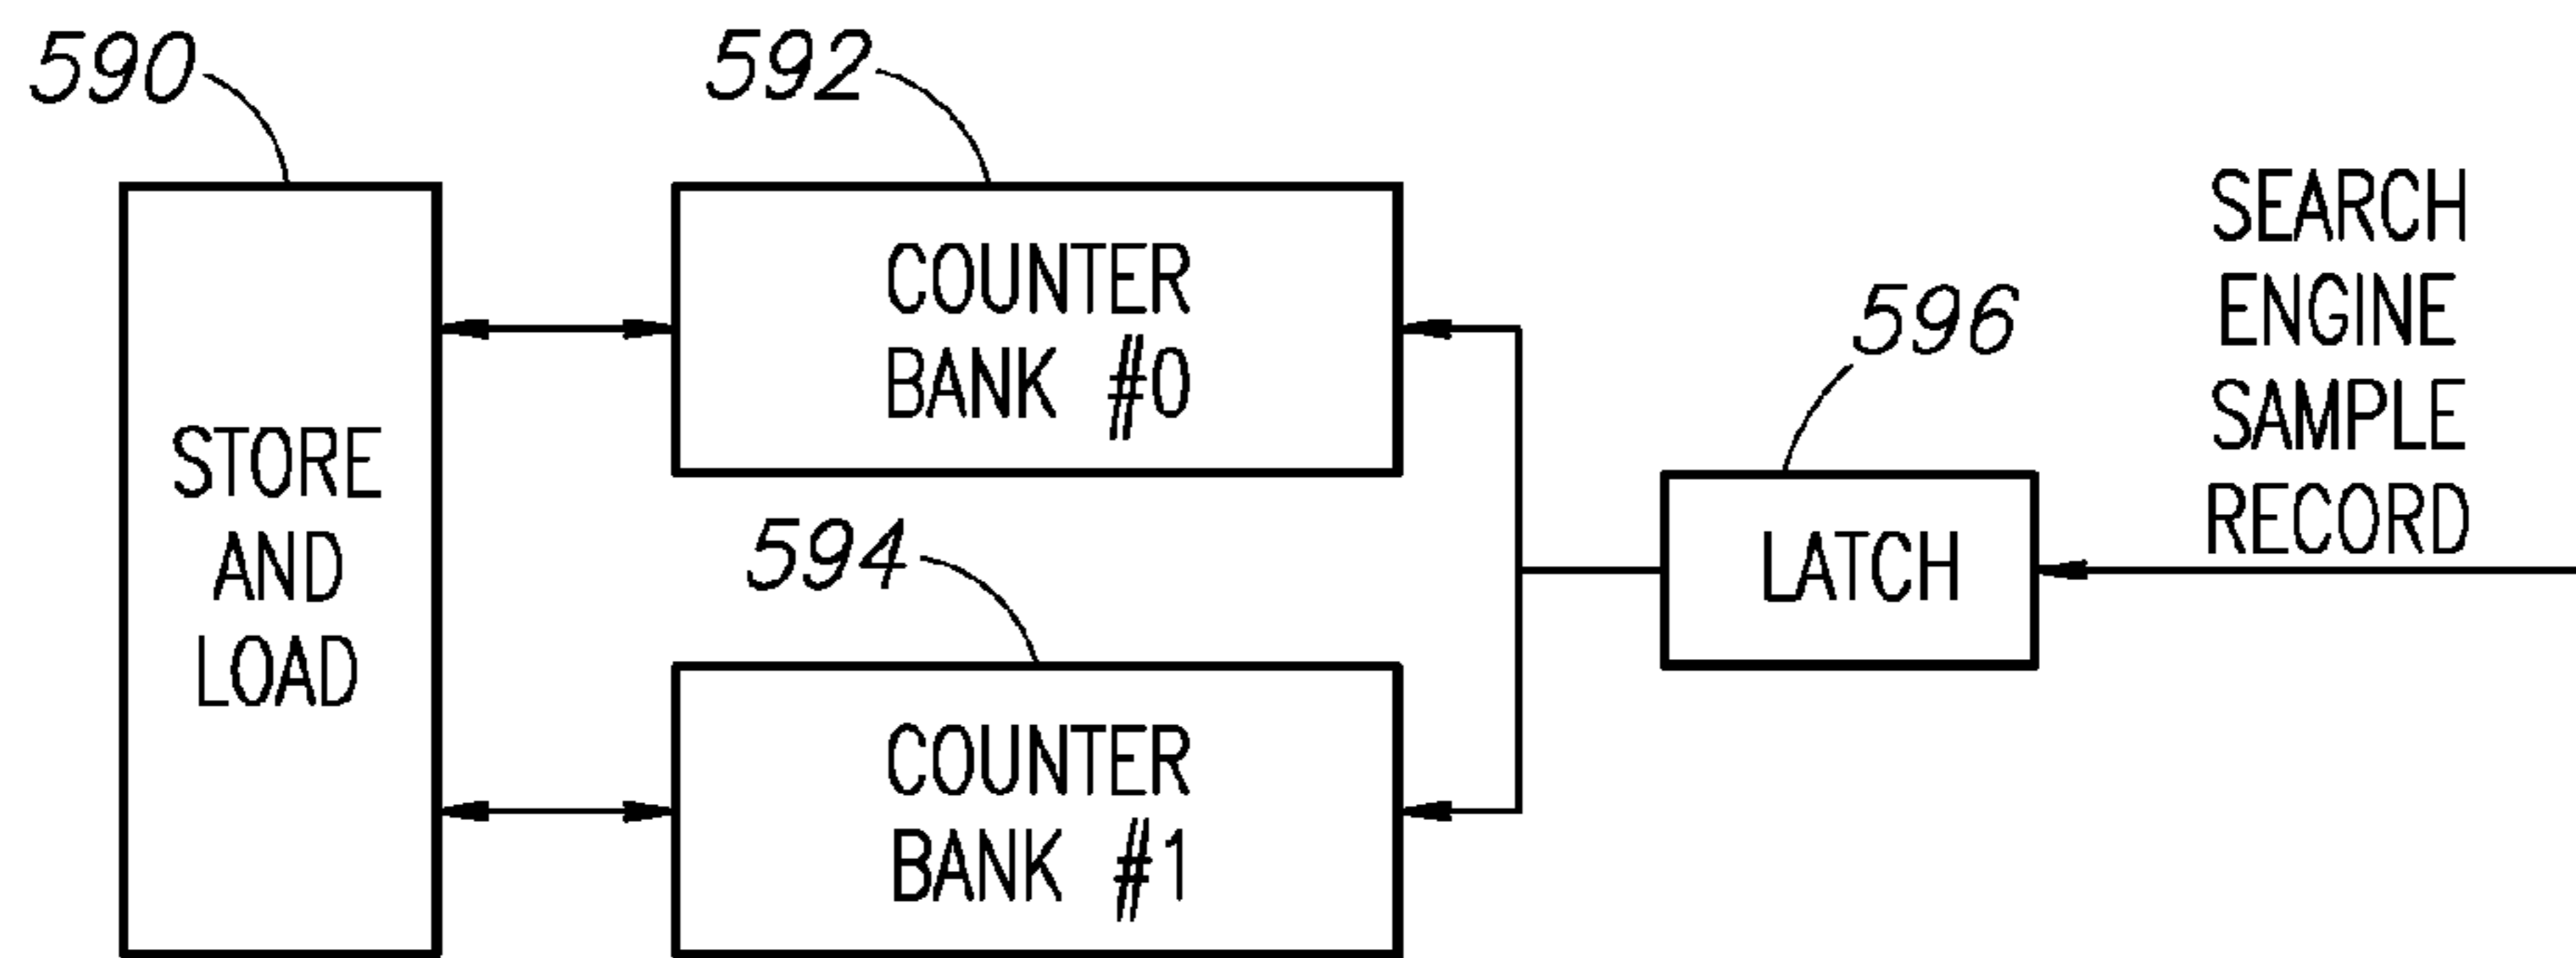 590
592
SEARCH
ENGINE
SAMPLE
RECORD
COUNTER
BANK #0
596
STORE
AND
LOAD
594
LATCH
COUNTER
BANK #1